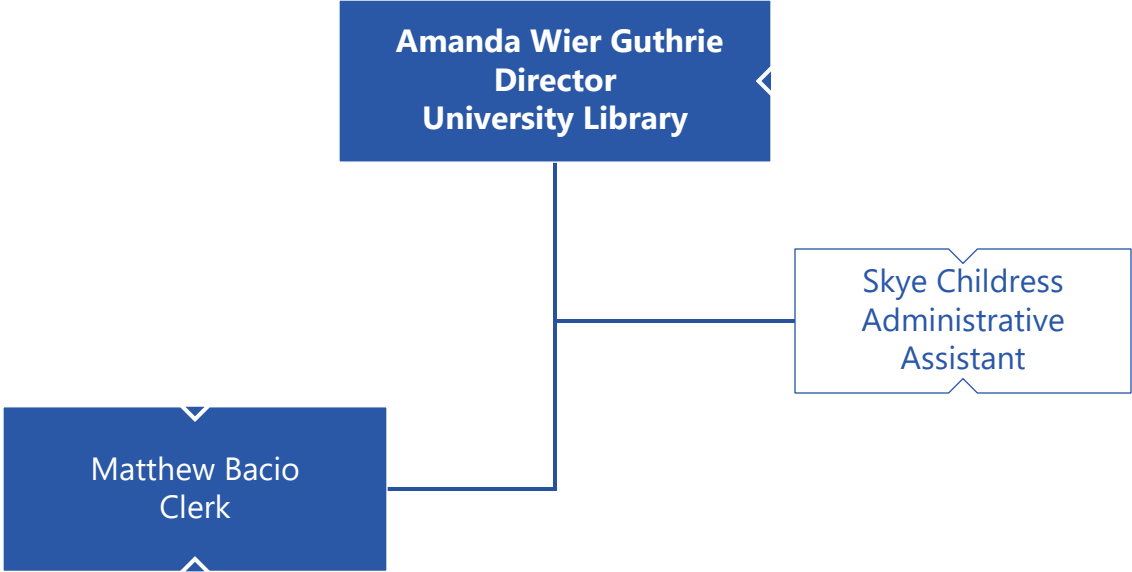 Amanda Wier Guthrie
Director
University Library
Skye Childress
Administrative
Assistant
Matthew Bacio
Clerk